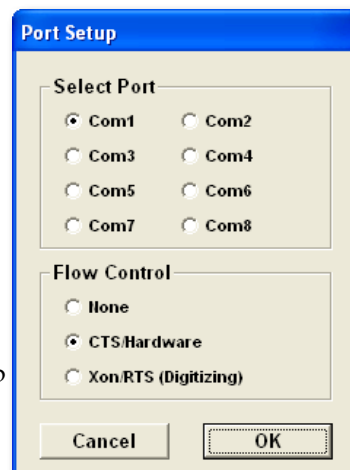 Port Setup
Select Port
Com1 Com2
Com3 Com4
Com5 Com6
Com7 Com8
Flow Control
None
CTS/Hardware
Xon/RTS (Digitizing)
Cancel OK